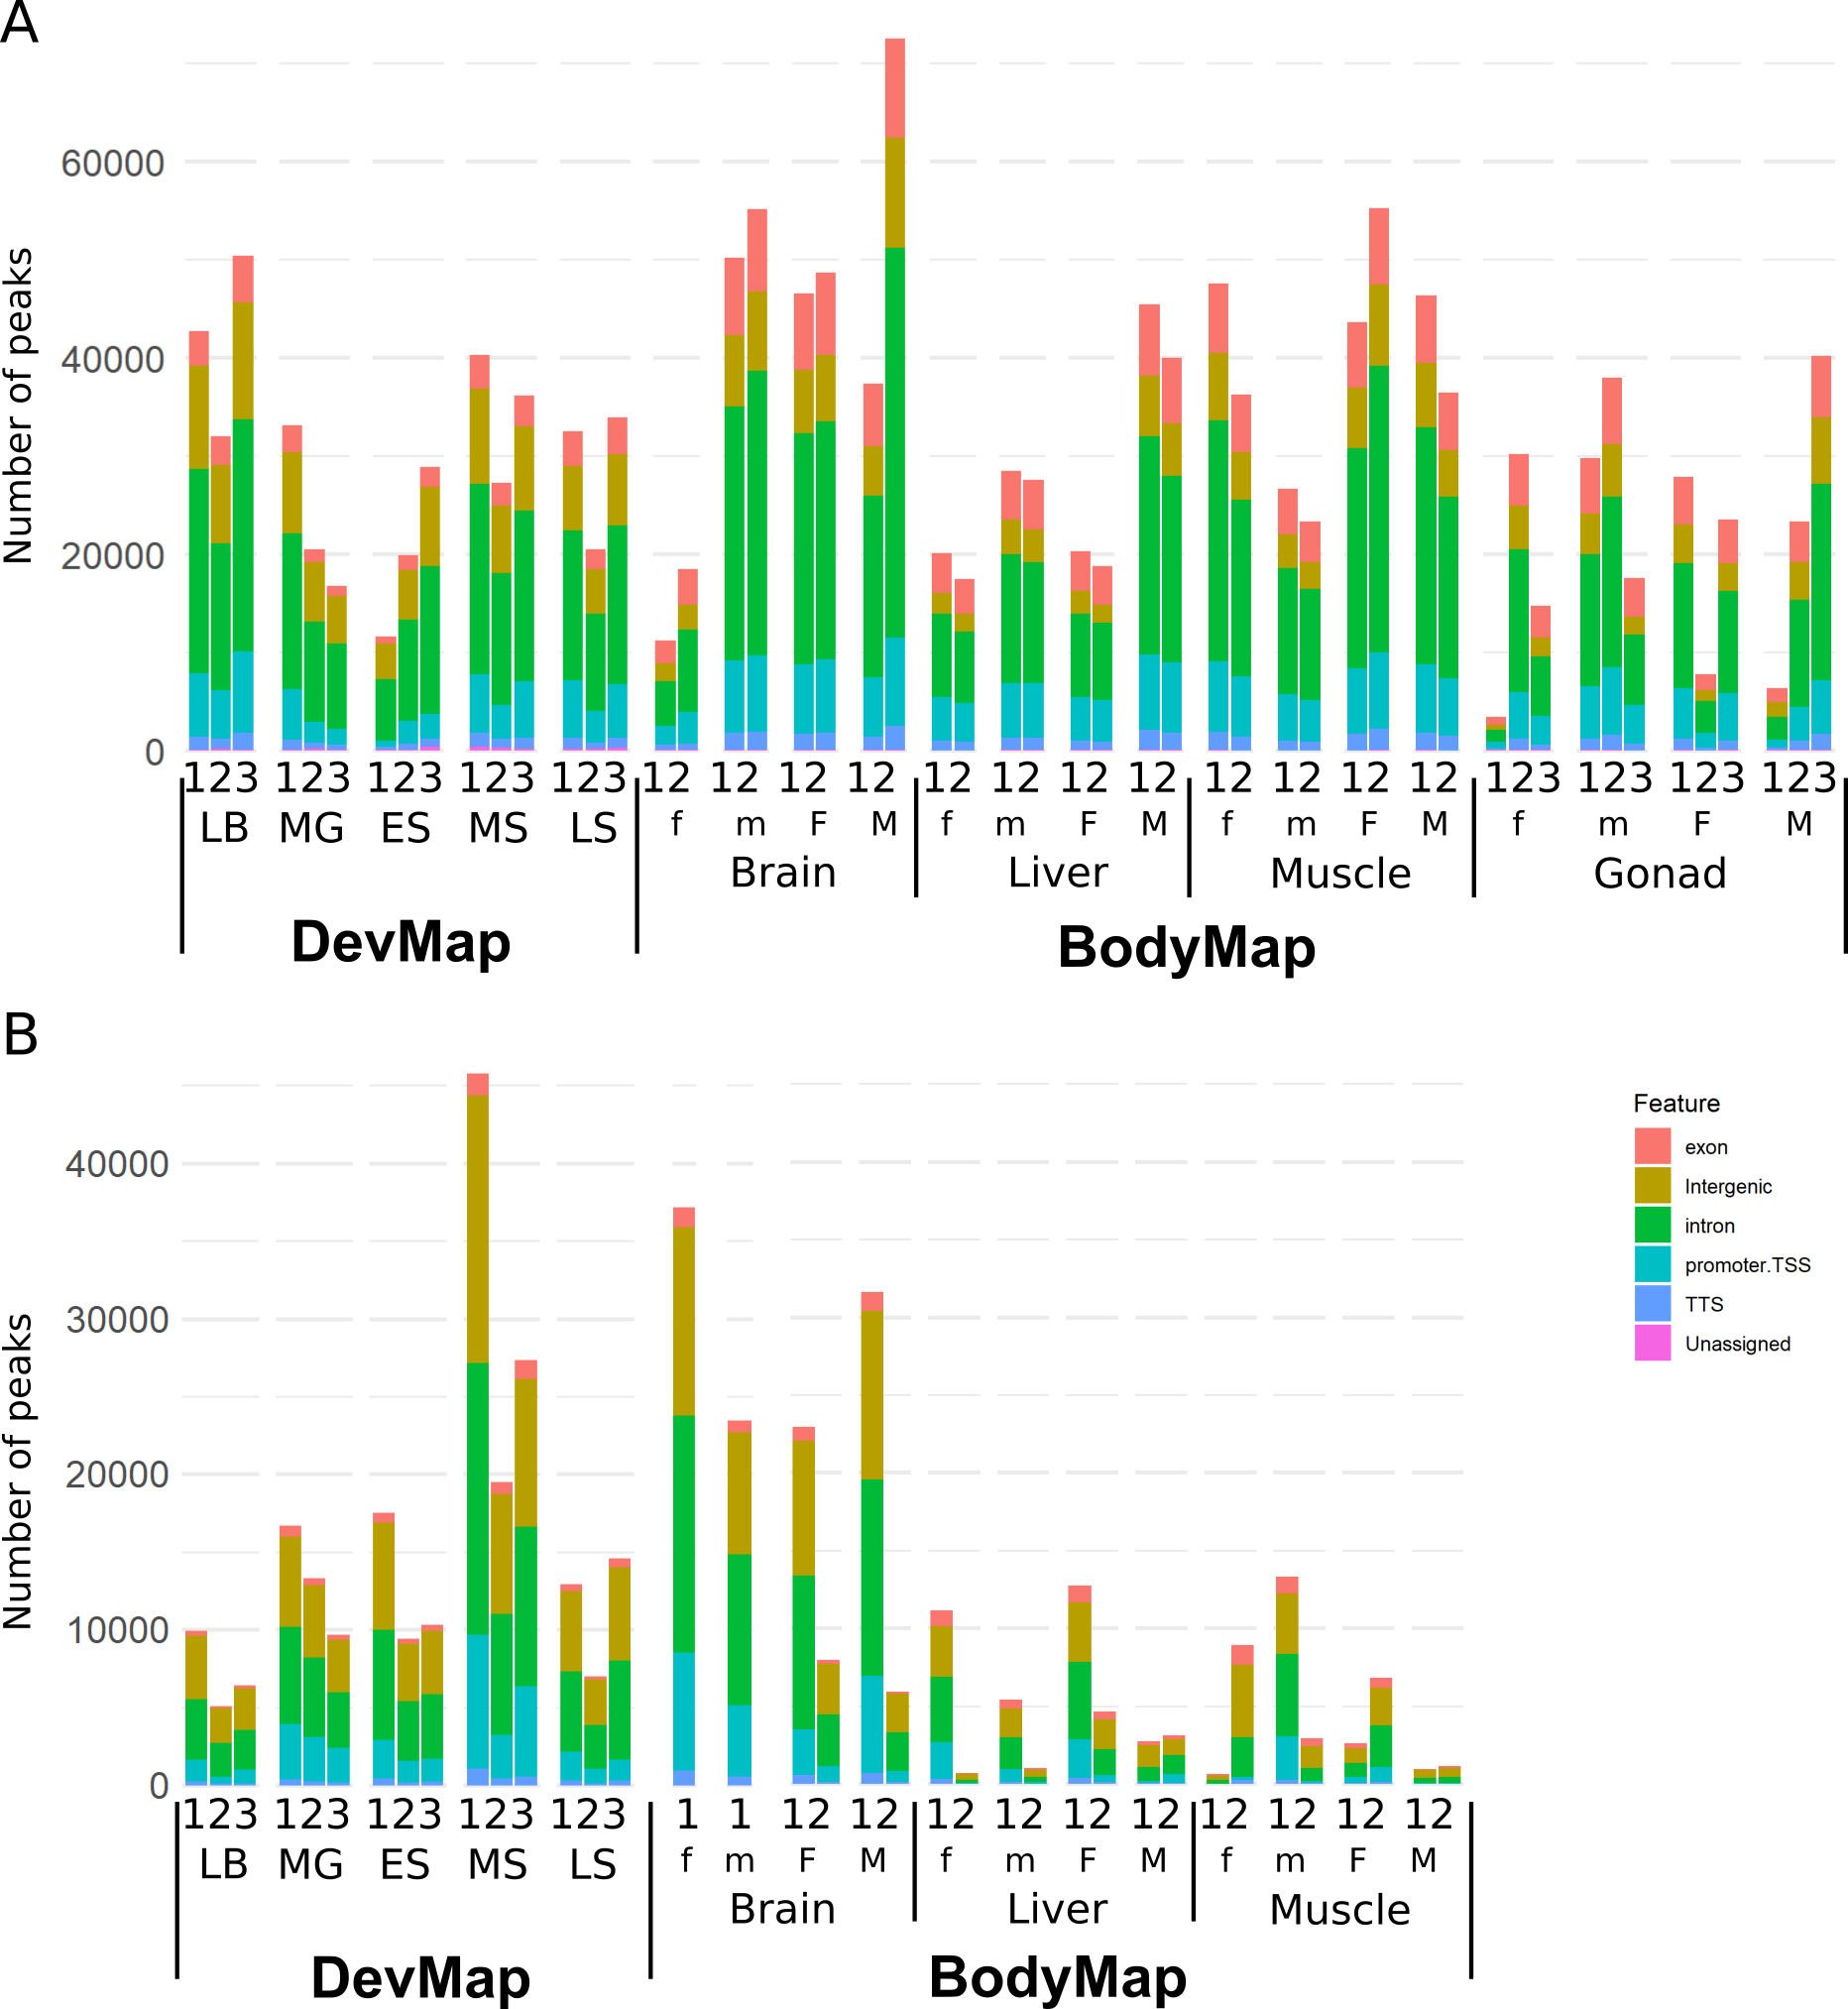 A
Number of peaks
60000
40000
20000
0
123 123 123 123 123 12 12 12 12 12 12 12 12 12 12 12 12 123 123 123 123
LB MG ES MS LS f m F M f m F M f m F M f m F M
Brain Liver Muscle Gonad
DevMap BodyMap
B
Number of peaks
40000
30000
20000
10000
0
Feature
exon
Intergenic
intron
promoter.TSS
TTS
Unassigned
123 123 123 123 123 1 1 12 12 12 12 12 12 12 12 12 12
LB MG ES MS LS f m F M f m F M f m F M
Brain Liver Muscle
DevMap BodyMap